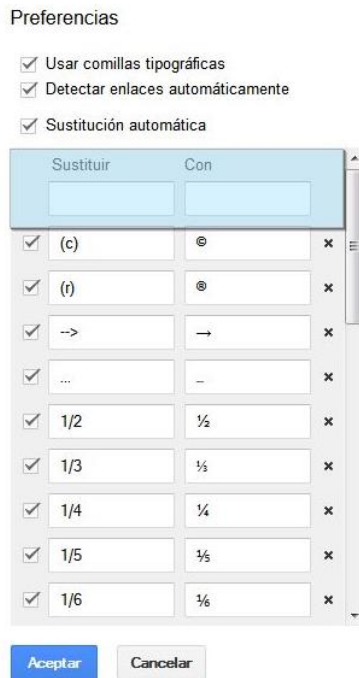 Preferencias
Usar comillas tipográficas
Detectar enlaces automáticamente
Sustitución automática
Sustituir Con
(c) ©
(r) ®
--> →
... …
1/2 ½
1/3 ⅓
1/4 ¼
1/5 ⅕
1/6 ⅙
Aceptar Cancelar